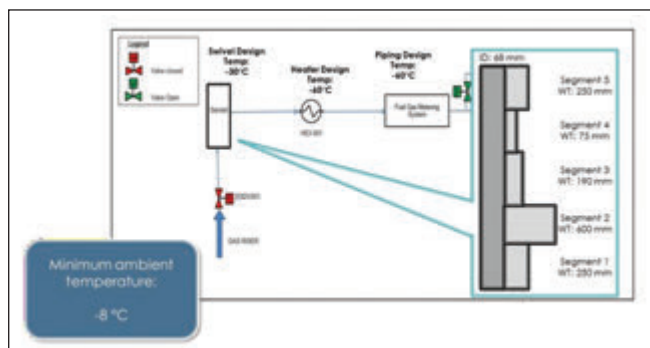 Legend
Valve closed
Valve Open
Swivel Design
Temp:
-30°C
Heater Design
Temp:
-60°C
Piping Design
Temp:
-60°C
Swivel
HEX-001
Fuel Gas Metering
System
GAS RISER
ID: 68 mm
Segment 5
WT: 250 mm
Segment 4
WT: 75 mm
Segment 3
WT: 190 mm
Segment 2
WT: 600 mm
Segment 1
WT: 250 mm
Minimum ambient
temperature:
-8 °C